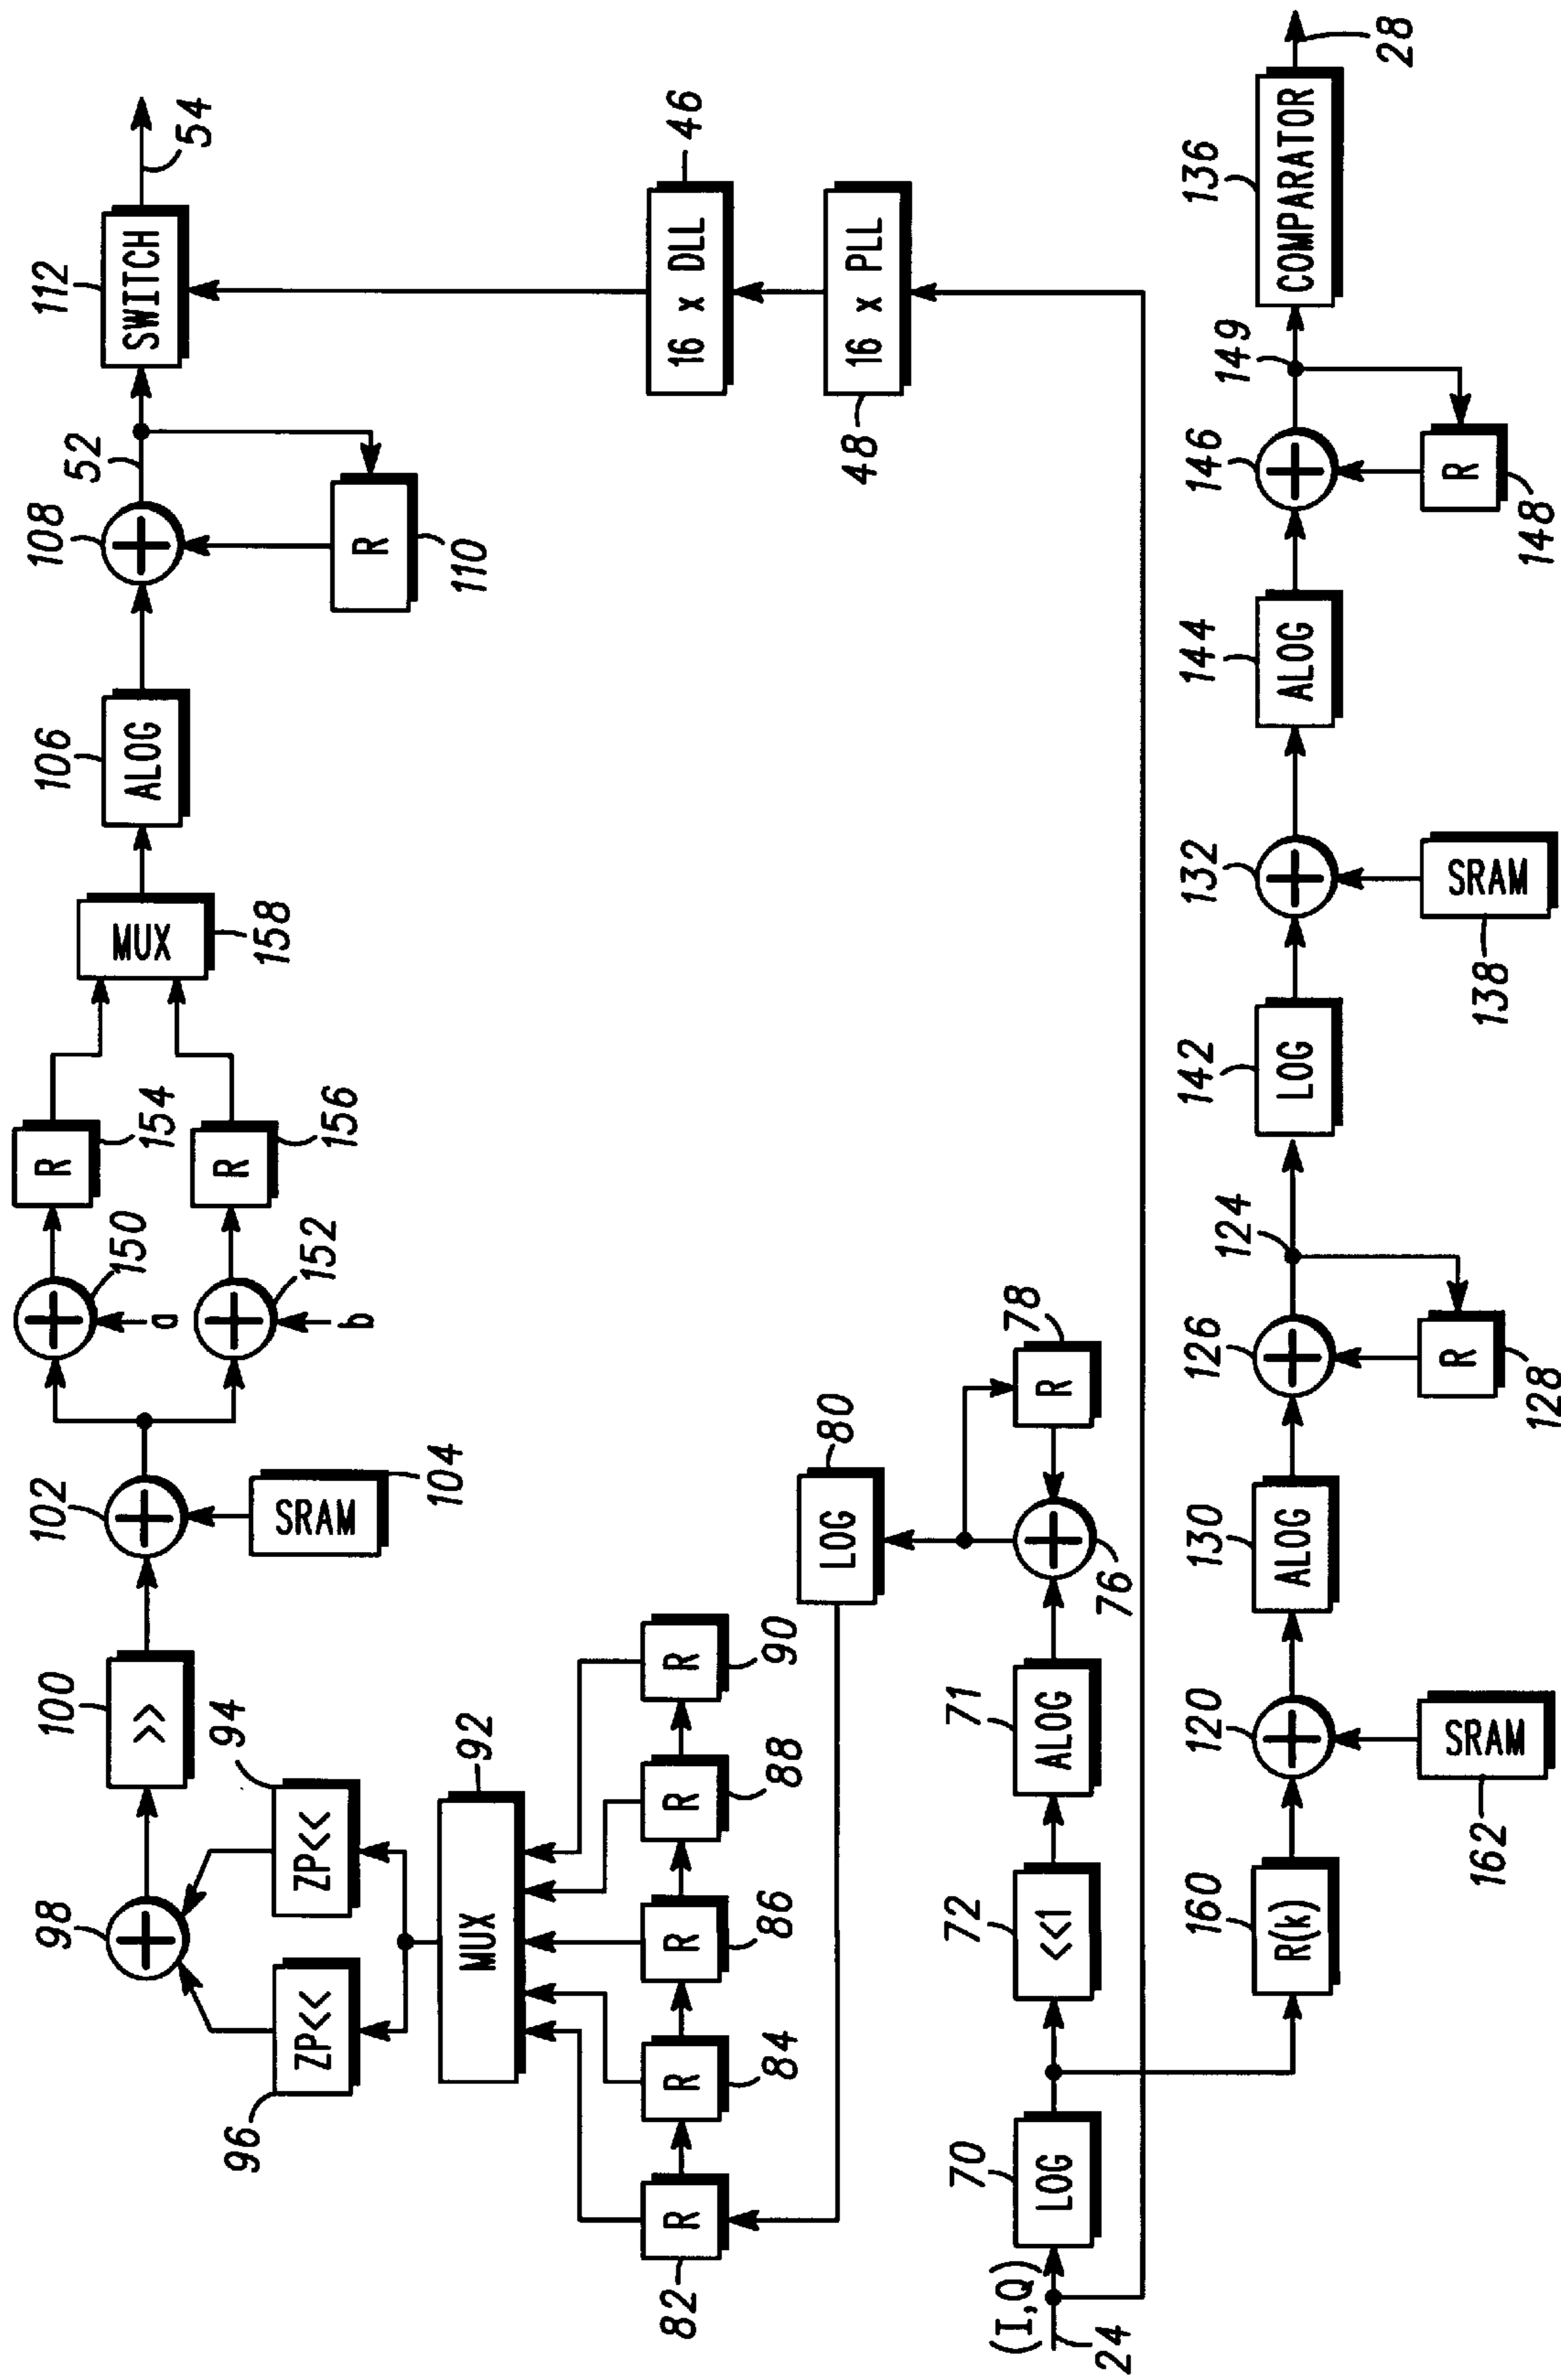 98
96
ZP<<
94
ZP<<
100
>>
102
104
SRAM
150
a
152
b
154
R
156
R
158
MUX
106
ALOG
108
52
110
R
112
SWITCH
54
92
MUX
82
R
84
R
86
R
88
R
90
R
80
LOG
46
16 x DLL
48
16 x PLL
(I,Q)
24
70
LOG
72
<<1
71
ALOG
76
78
R
160
R(k)
120
162
SRAM
130
ALOG
126
124
128
R
142
LOG
132
138
SRAM
144
ALOG
146
149
148
R
136
COMPARATOR
28